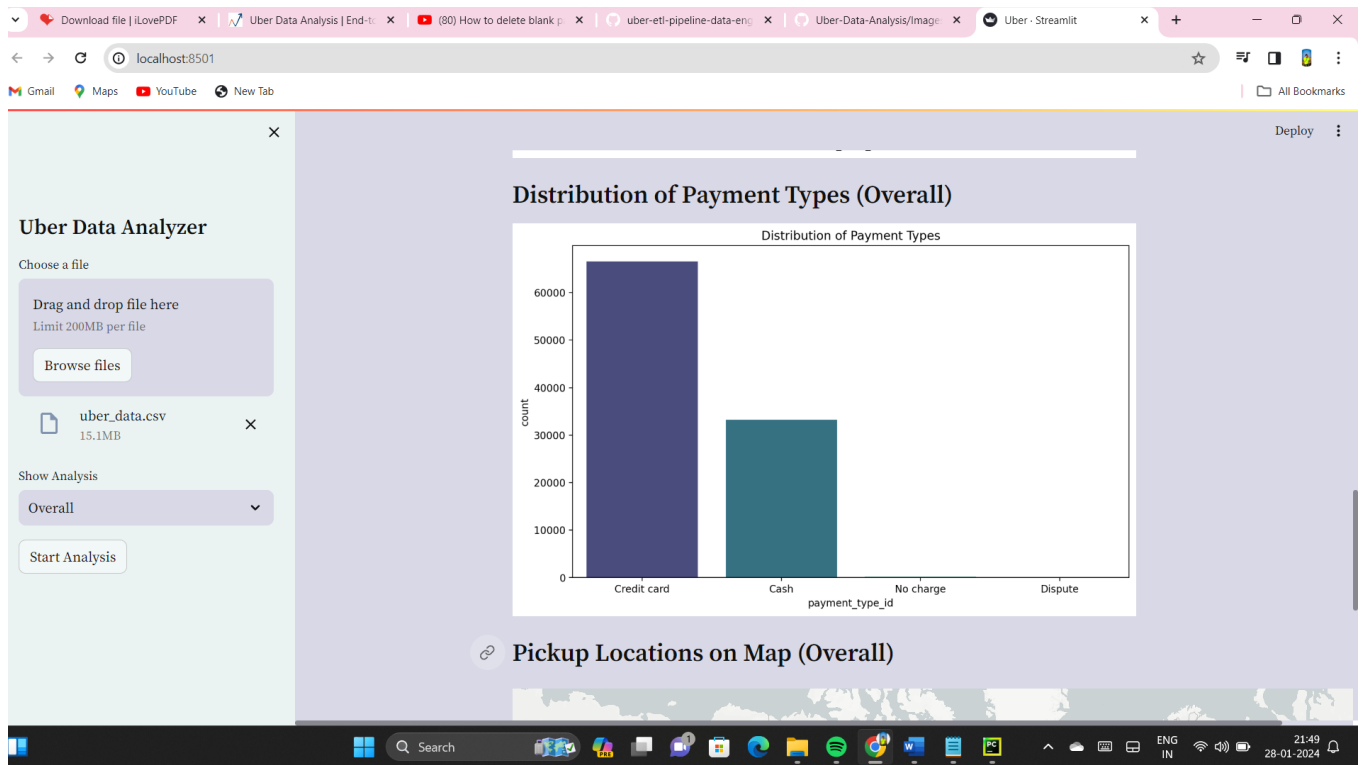 Download file | iLovePDF
Uber Data Analysis | End-to
(80) How to delete blank p
uber-etl-pipeline-data-eng
Uber-Data-Analysis/Image
Uber · Streamlit
localhost:8501
Gmail
Maps
YouTube
New Tab
All Bookmarks
Deploy
Uber Data Analyzer
Choose a file
Drag and drop file here
Limit 200MB per file
Browse files
uber_data.csv
15.1MB
Show Analysis
Overall
Start Analysis
Distribution of Payment Types (Overall)
Distribution of Payment Types
60000
50000
40000
30000
20000
10000
0
count
Credit card
Cash
No charge
Dispute
payment_type_id
Pickup Locations on Map (Overall)
Search
PRE
1
W
PC
ENG
IN
21:49
28-01-2024